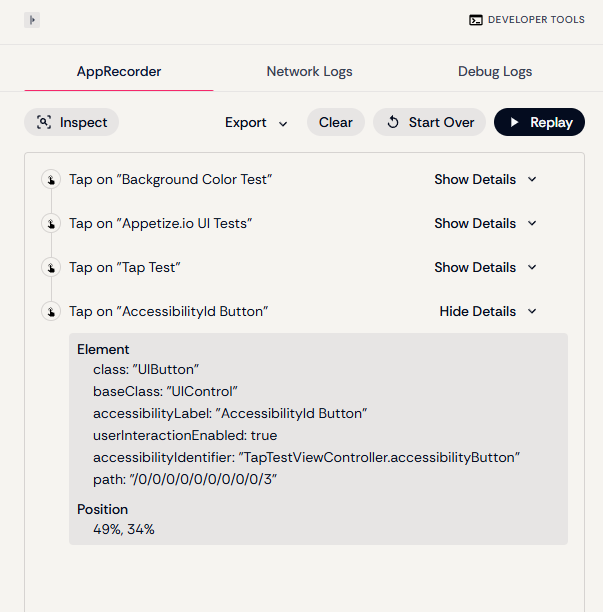 DEVELOPER TOOLS
AppRecorder
Network Logs
Debug Logs
Inspect
Export
Clear
Start Over
Replay
Tap on "Background Color Test"
Show Details
Tap on "Appetize.io UI Tests"
Show Details
Tap on "Tap Test"
Show Details
Tap on "AccessibilityId Button"
Hide Details
Element
class: "UIButton"
baseClass: "UIControl"
accessibilityLabel: "AccessibilityId Button"
userInteractionEnabled: true
accessibilityIdentifier: "TapTestViewController.accessibilityButton"
path: "/0/0/0/0/0/0/0/0/0/3"
Position
49%, 34%